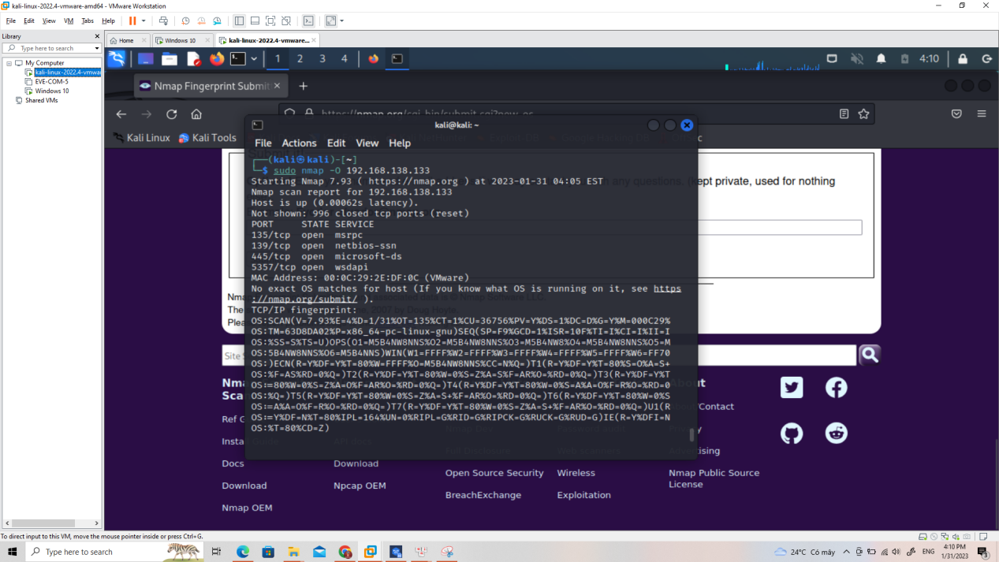 kali-linux-2022.4-vmware-amd64 - VMware Workstation
File Edit View VM Tabs Help
Library
Type here to search
My Computer
kali-linux-2022.4-vmwar
EVE-COM-5
Windows 10
Shared VMs
Home Windows 10 kali-linux-2022.4-vmware...
1 2 3 4 4:10
Nmap Fingerprint Submit
https://nmap.org/cgi-bin/submit.cgi?new-os
Kali Linux Kali Tools
kali@kali: ~
File Actions Edit View Help
(kali㉿kali)-[~]
$ sudo nmap -O 192.168.138.133
Starting Nmap 7.93 ( https://nmap.org ) at 2023-01-31 04:05 EST
Nmap scan report for 192.168.138.133
Host is up (0.00062s latency).
Not shown: 996 closed tcp ports (reset)
PORT     STATE SERVICE
135/tcp  open  msrpc
139/tcp  open  netbios-ssn
445/tcp  open  microsoft-ds
5357/tcp open  wsdapi
MAC Address: 00:0C:29:2E:DF:0C (VMware)
No exact OS matches for host (If you know what OS is running on it, see https
://nmap.org/submit/ ).
TCP/IP fingerprint:
OS:SCAN(V=7.93%E=4%D=1/31%OT=135%CT=1%CU=36756%PV=Y%DS=1%DC=D%G=Y%M=000C29%
OS:TM=63D8DA02%P=x86_64-pc-linux-gnu)SEQ(SP=F9%GCD=1%ISR=10F%TI=I%CI=I%II=I
OS:%SS=S%TS=U)OPS(O1=M5B4NW8NNS%O2=M5B4NW8NNS%O3=M5B4NW8%O4=M5B4NW8NNS%O5=M
OS:5B4NW8NNS%O6=M5B4NNS)WIN(W1=FFFF%W2=FFFF%W3=FFFF%W4=FFFF%W5=FFFF%W6=FF70
OS:)ECN(R=Y%DF=Y%T=80%W=FFFF%O=M5B4NW8NNS%CC=N%Q=)T1(R=Y%DF=Y%T=80%S=O%A=S+
OS:%F=AS%RD=0%Q=)T2(R=Y%DF=Y%T=80%W=0%S=Z%A=S%F=AR%O=%RD=0%Q=)T3(R=Y%DF=Y%T
OS:=80%W=0%S=Z%A=O%F=AR%O=%RD=0%Q=)T4(R=Y%DF=Y%T=80%W=0%S=A%A=O%F=R%O=%RD=0
OS:%Q=)T5(R=Y%DF=Y%T=80%W=0%S=Z%A=S+%F=AR%O=%RD=0%Q=)T6(R=Y%DF=Y%T=80%W=0%S
OS:=A%A=O%F=R%O=%RD=0%Q=)T7(R=Y%DF=Y%T=80%W=0%S=Z%A=S+%F=AR%O=%RD=0%Q=)U1(R
OS:=Y%DF=N%T=80%IPL=164%UN=0%RIPL=G%RID=G%RIPCK=G%RUCK=G%RUD=G)IE(R=Y%DFI=N
OS:%T=80%CD=Z)
any questions. (kept private, used for nothing
Site
Docs
Download
Nmap OEM
Download
Npcap OEM
Full Disclosure
Open Source Security
BreachExchange
Web scanners
Wireless
Exploitation
About/Contact
Advertising
Nmap Public Source
License
To direct input to this VM, move the mouse pointer inside or press Ctrl+G.
Type here to search
24°C Có mây ENG 4:10 PM
1/31/2023
3